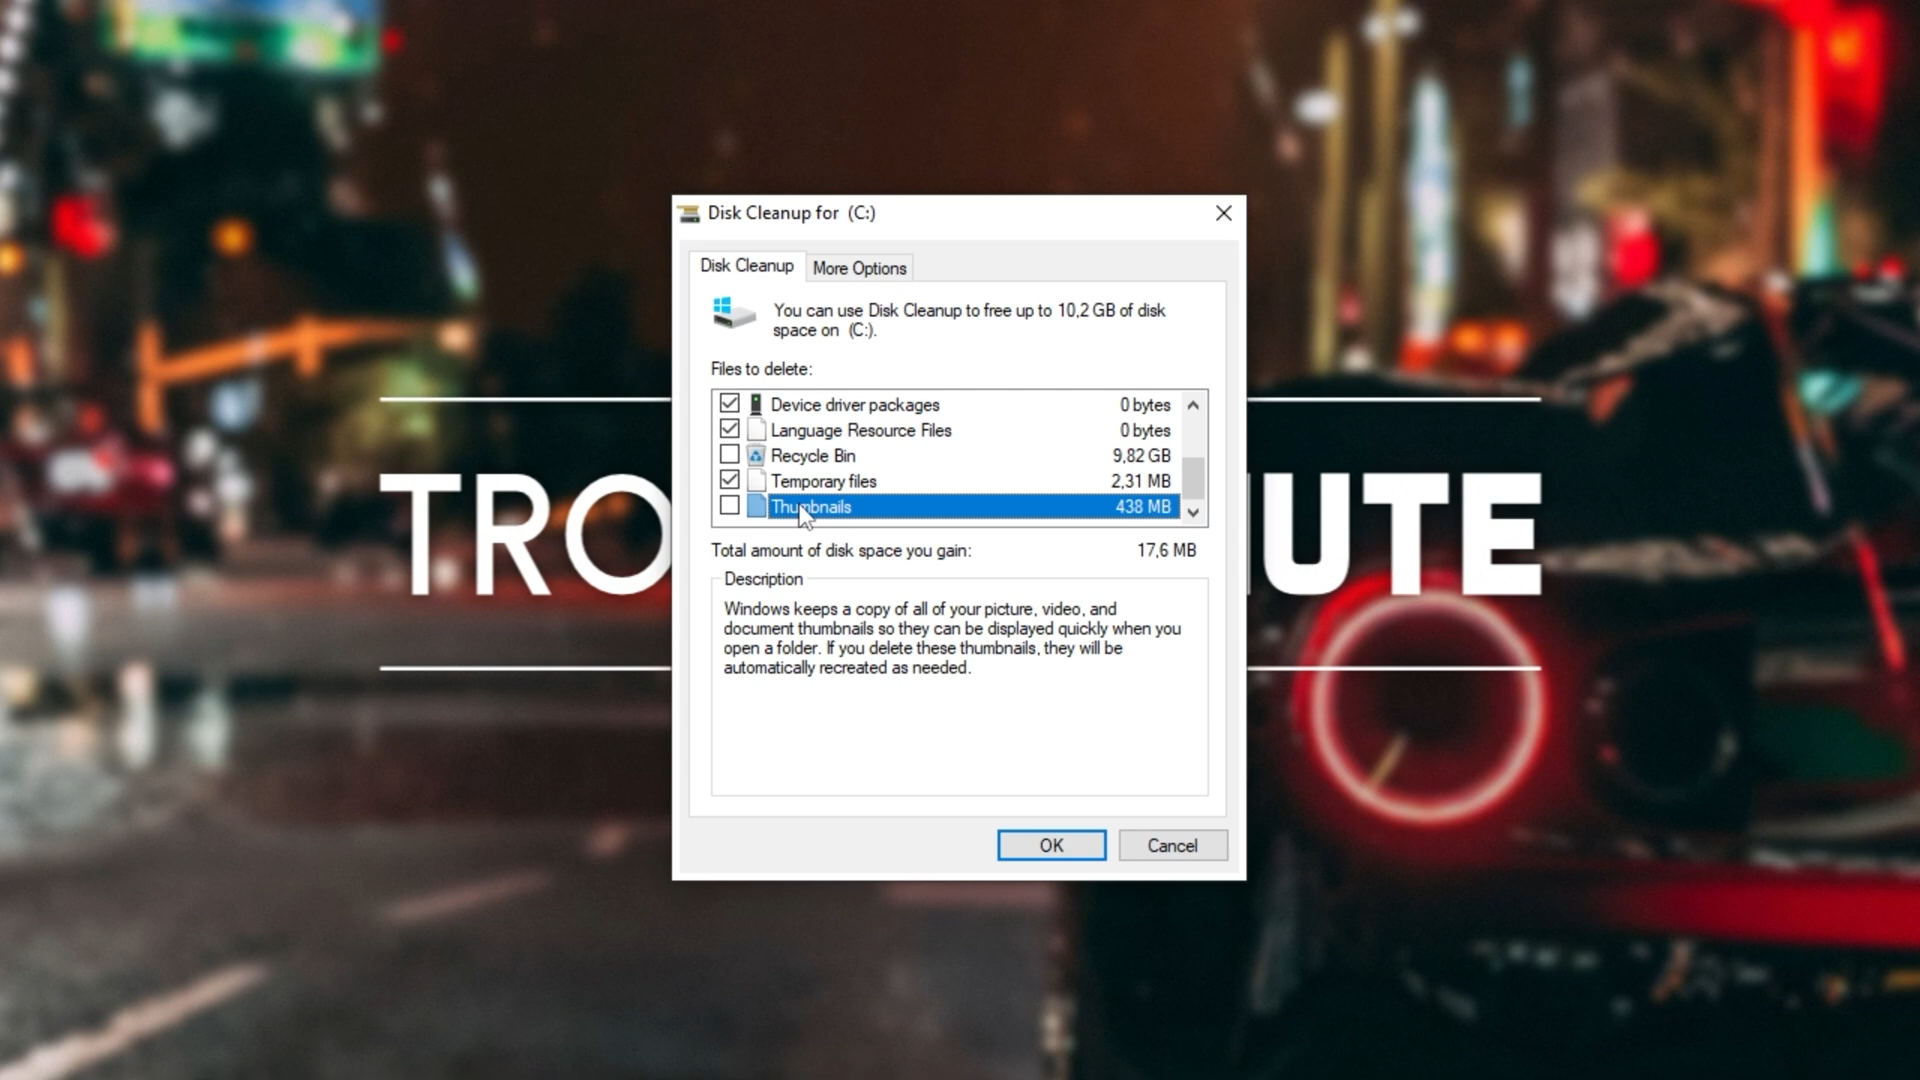 Disk Cleanup for (C:)
Disk Cleanup
More Options
You can use Disk Cleanup to free up to 10,2 GB of disk
space on (C:).
Files to delete:
Device driver packages 0 bytes
Language Resource Files 0 bytes
Recycle Bin 9,82 GB
Temporary files 2,31 MB
Thumbnails 438 MB
Total amount of disk space you gain: 17,6 MB
Description
Windows keeps a copy of all of your picture, video, and
document thumbnails so they can be displayed quickly when you
open a folder. If you delete these thumbnails, they will be
automatically recreated as needed.
OK
Cancel
TRO
UTE